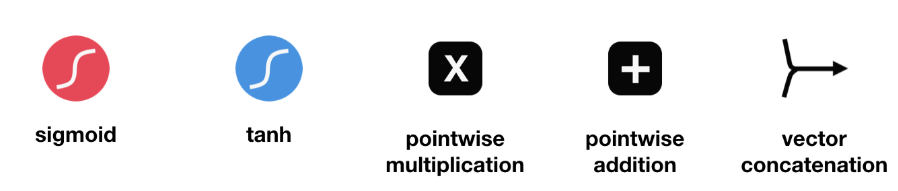 X
+
sigmoid
tanh
pointwise
multiplication
pointwise
addition
vector
concatenation